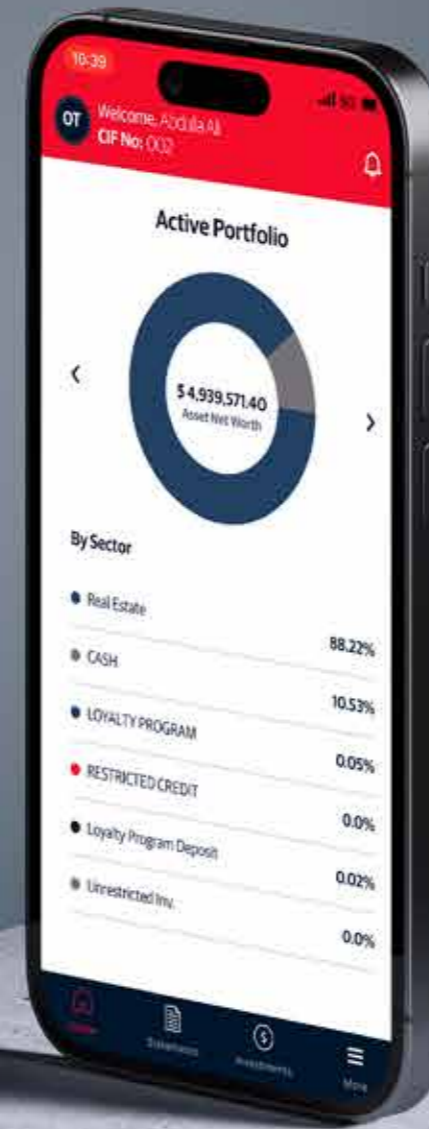 10:39
5G
OT
Welcome, Abdulla Ali
CIF No: 002
Active Portfolio
$ 4,939,571.40
Asset Net Worth
By Sector
Real Estate
88.22%
CASH
10.53%
LOYALTY PROGRAM
0.05%
RESTRICTED CREDIT
0.0%
Loyalty Program Deposit
0.02%
Unrestricted Inv.
0.0%
Statements
Investments
More